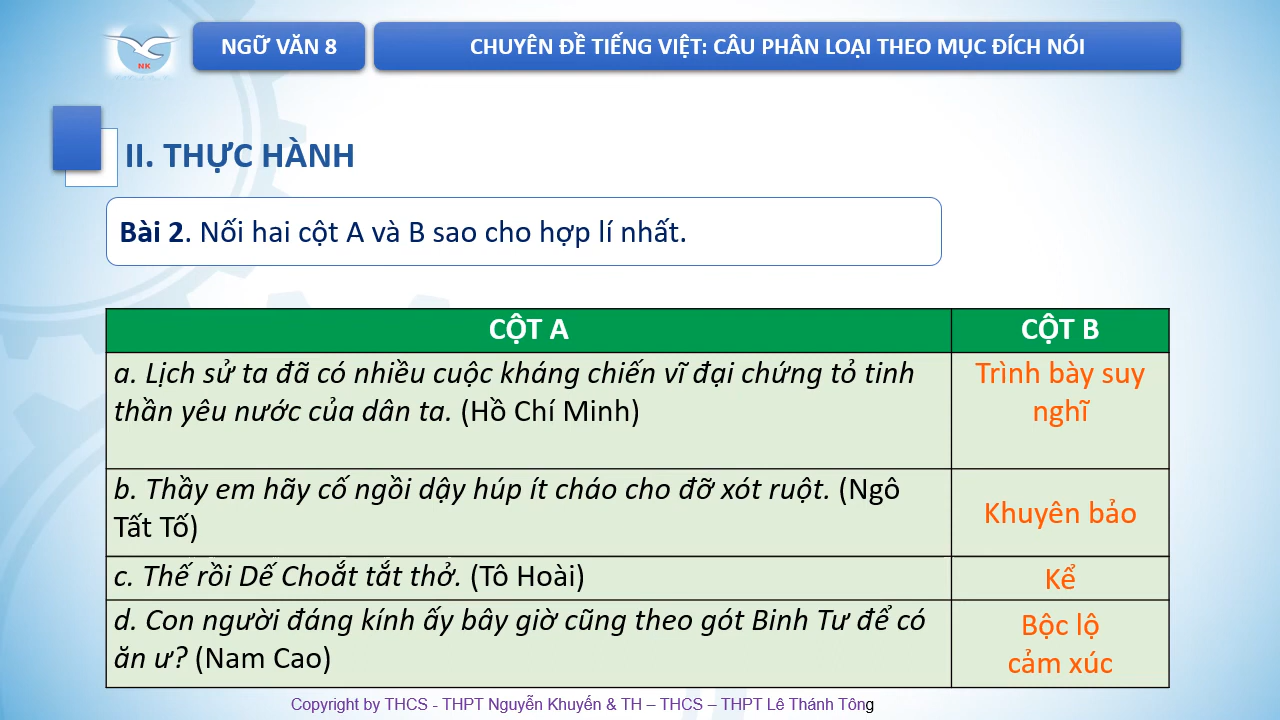 NK
NGỮ VĂN 8
CHUYÊN ĐỀ TIẾNG VIỆT: CÂU PHÂN LOẠI THEO MỤC ĐÍCH NÓI
II. THỰC HÀNH
Bài 2. Nối hai cột A và B sao cho hợp lí nhất.
CỘT A
CỘT B
a. Lịch sử ta đã có nhiều cuộc kháng chiến vĩ đại chứng tỏ tinh
thần yêu nước của dân ta. (Hồ Chí Minh)
Trình bày suy
nghĩ
b. Thầy em hãy cố ngồi dậy húp ít cháo cho đỡ xót ruột. (Ngô
Tất Tố)
Khuyên bảo
c. Thế rồi Dế Choắt tắt thở. (Tô Hoài)
Kể
d. Con người đáng kính ấy bây giờ cũng theo gót Binh Tư để có
ăn ư? (Nam Cao)
Bộc lộ
cảm xúc
Copyright by THCS - THPT Nguyễn Khuyến & TH – THCS – THPT Lê Thánh Tông